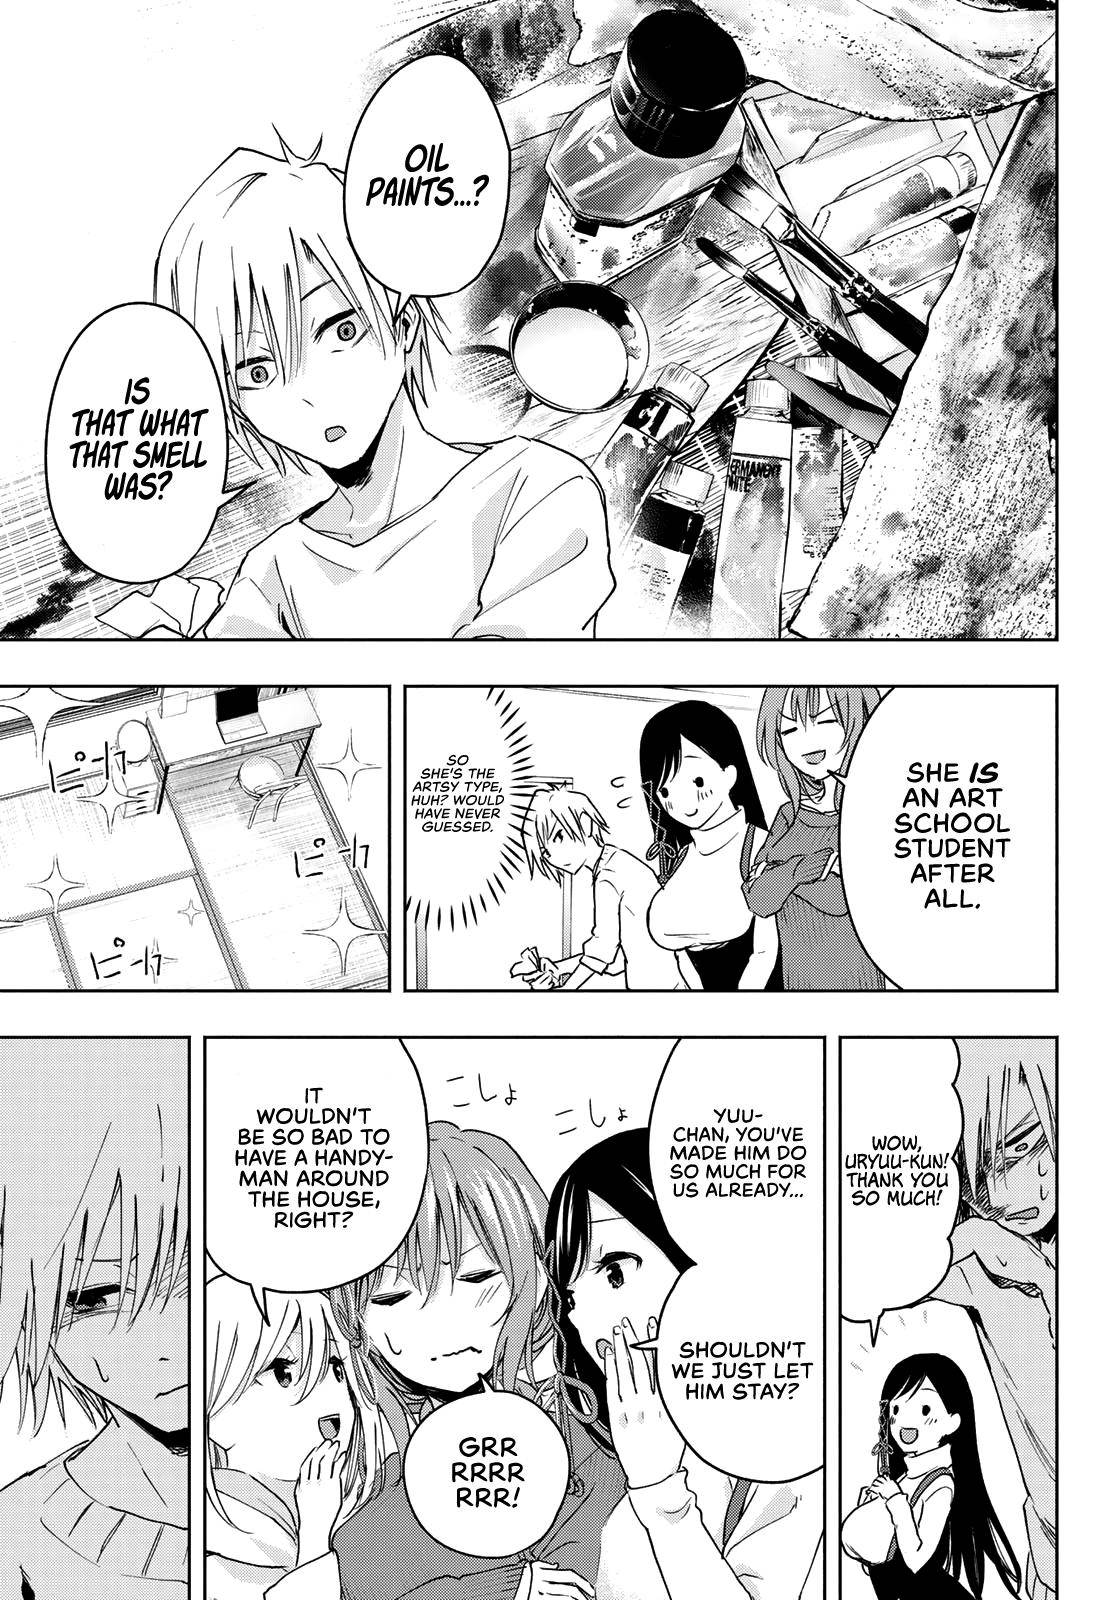 OIL
PAINTS...?
IS
THAT WHAT
THAT SMELL
WAS?
ERMANENT
WHITE
SHE IS
AN ART
SCHOOL
STUDENT
AFTER
ALL.
SO
SHE'S THE
ARTSY TYPE,
HUH? WOULD
HAVE NEVER
GUESSED.
ピカ
ピカ
ピカ
WOW,
URYUU-KUN!
THANK YOU
SO MUCH!
YUU-
CHAN, YOU'VE
MADE HIM DO
SO MUCH FOR
US ALREADY...
SHOULDN'T
WE JUST LET
HIM STAY?
こしょ
こしょ
IT
WOULDN'T
BE SO BAD TO
HAVE A HANDY-
MAN AROUND
THE HOUSE,
RIGHT?
GRR
RRRR
RRR!